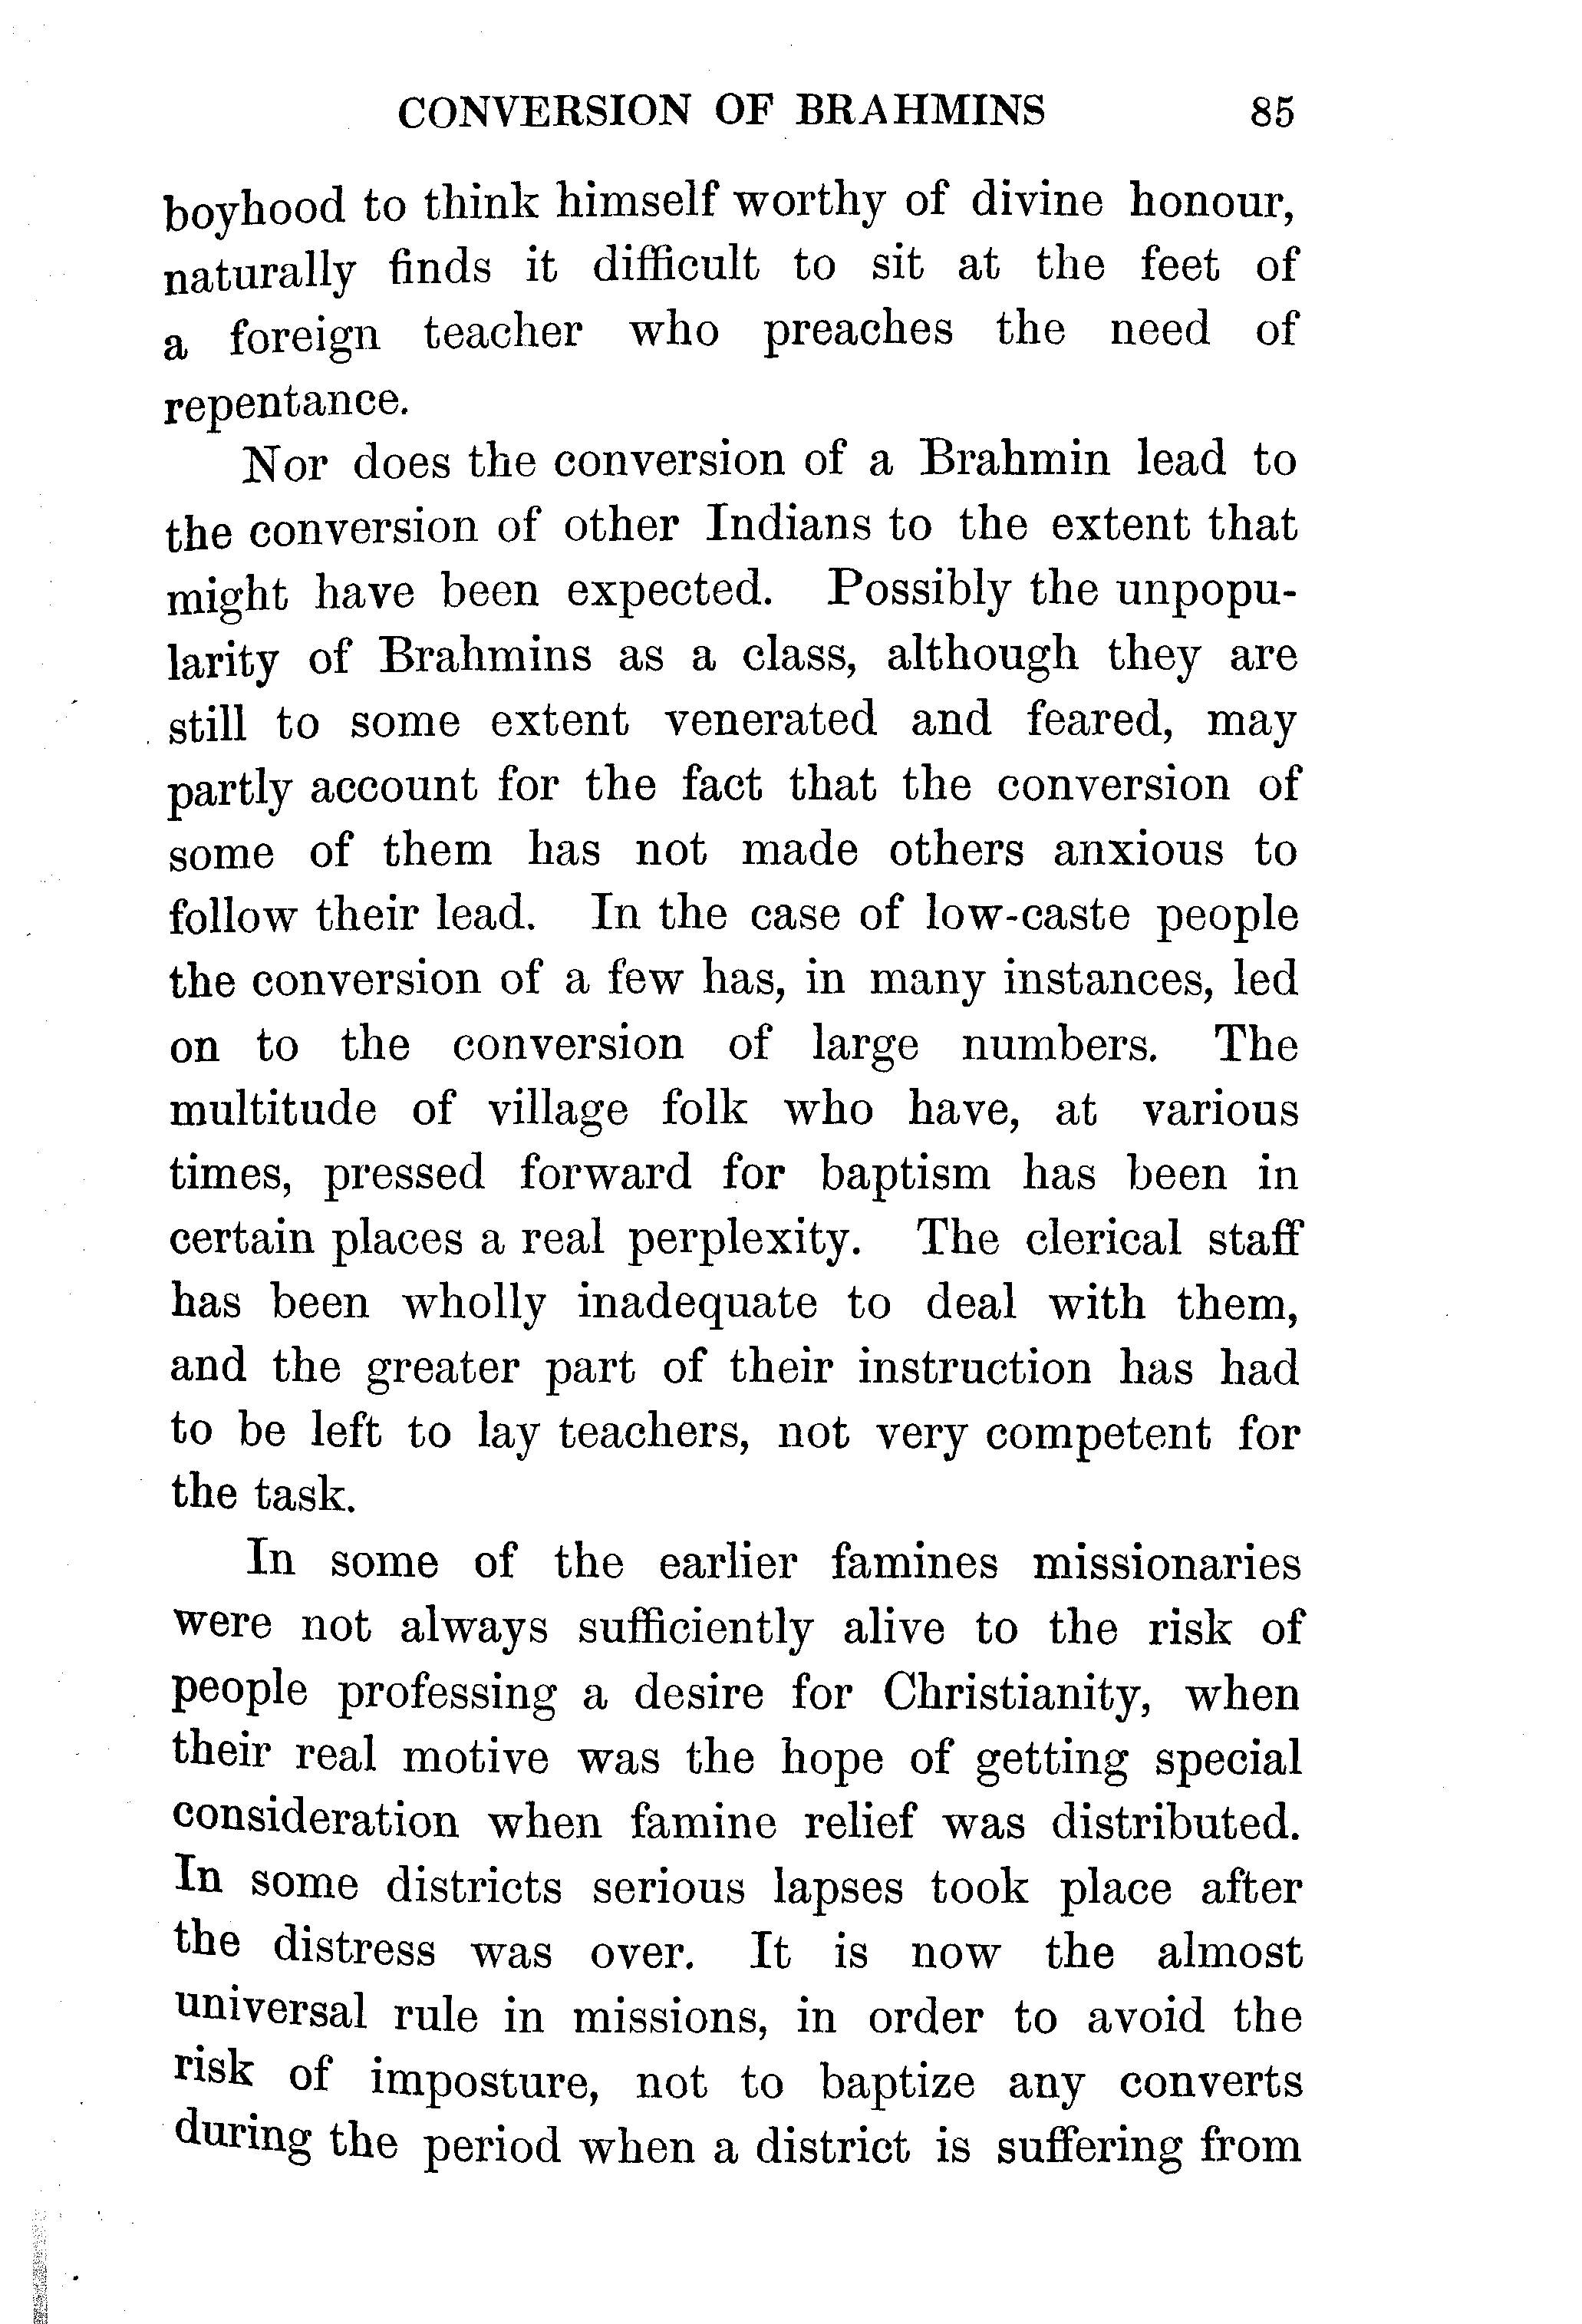 CONVERSION OF BRAHMINS 85
boyhood to think himself worthy of divine honour,
naturally finds it difficult to sit at the feet of
a foreign teacher who preaches the need of
repentance.
Nor does the conversion of a Brahmin lead to
the conversion of other Indians to the extent that
might have been expected. Possibly the unpopu-
larity of Brahmins as a class, although they are
still to some extent venerated and feared, may
partly account for the fact that the conversion of
some of them has not made others anxious to
follow their lead. In the case of low-caste people
the conversion of a few has, in many instances, led
on to the conversion of large numbers. The
multitude of village folk who have, at various
times, pressed forward for baptism has been in
certain places a real perplexity. The clerical staff
has been wholly inadequate to deal with them,
and the greater part of their instruction has had
to be left to lay teachers, not very competent for
the task.
In some of the earlier famines missionaries
were not always sufficiently alive to the risk of
people professing a desire for Christianity, when
their real motive was the hope of getting special
consideration when famine relief was distributed.
In some districts serious lapses took place after
the distress was over. It is now the almost
universal rule in missions, in order to avoid the
risk of imposture, not to baptize any converts
during the period when a district is suffering from